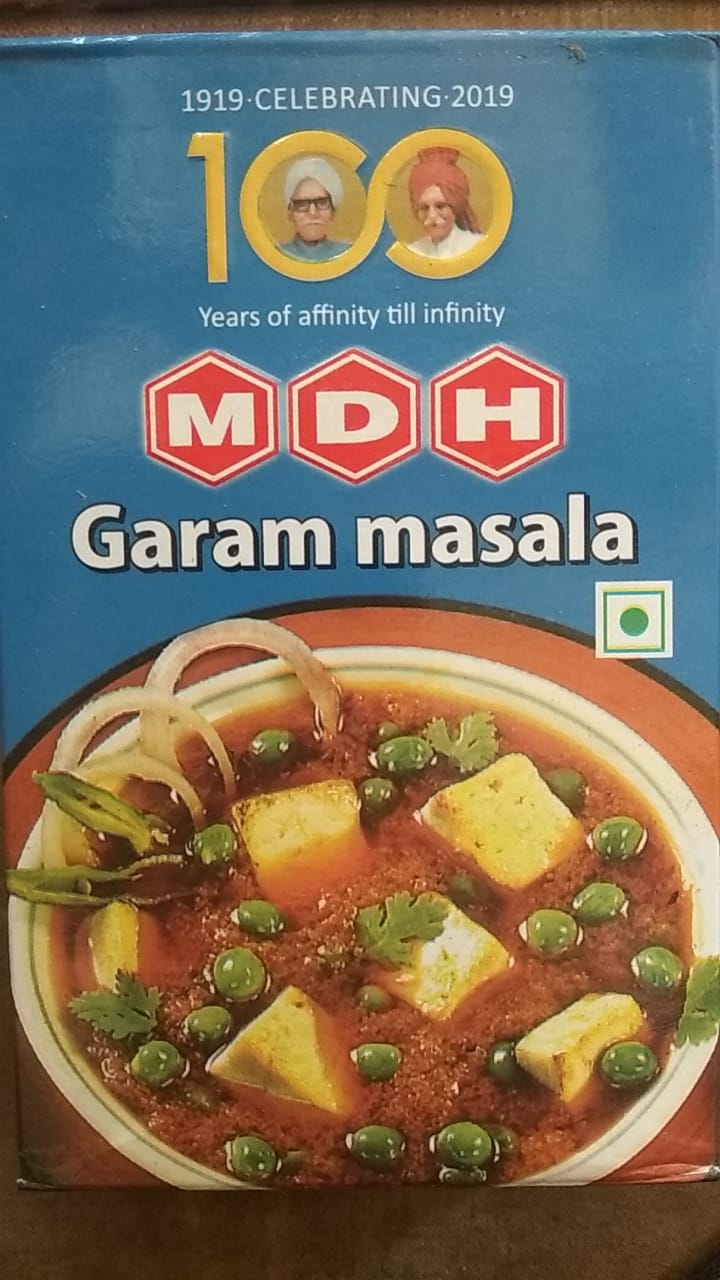 1919·CELEBRATING·2019
100
Years of affinity till infinity
MDH
Garam masala